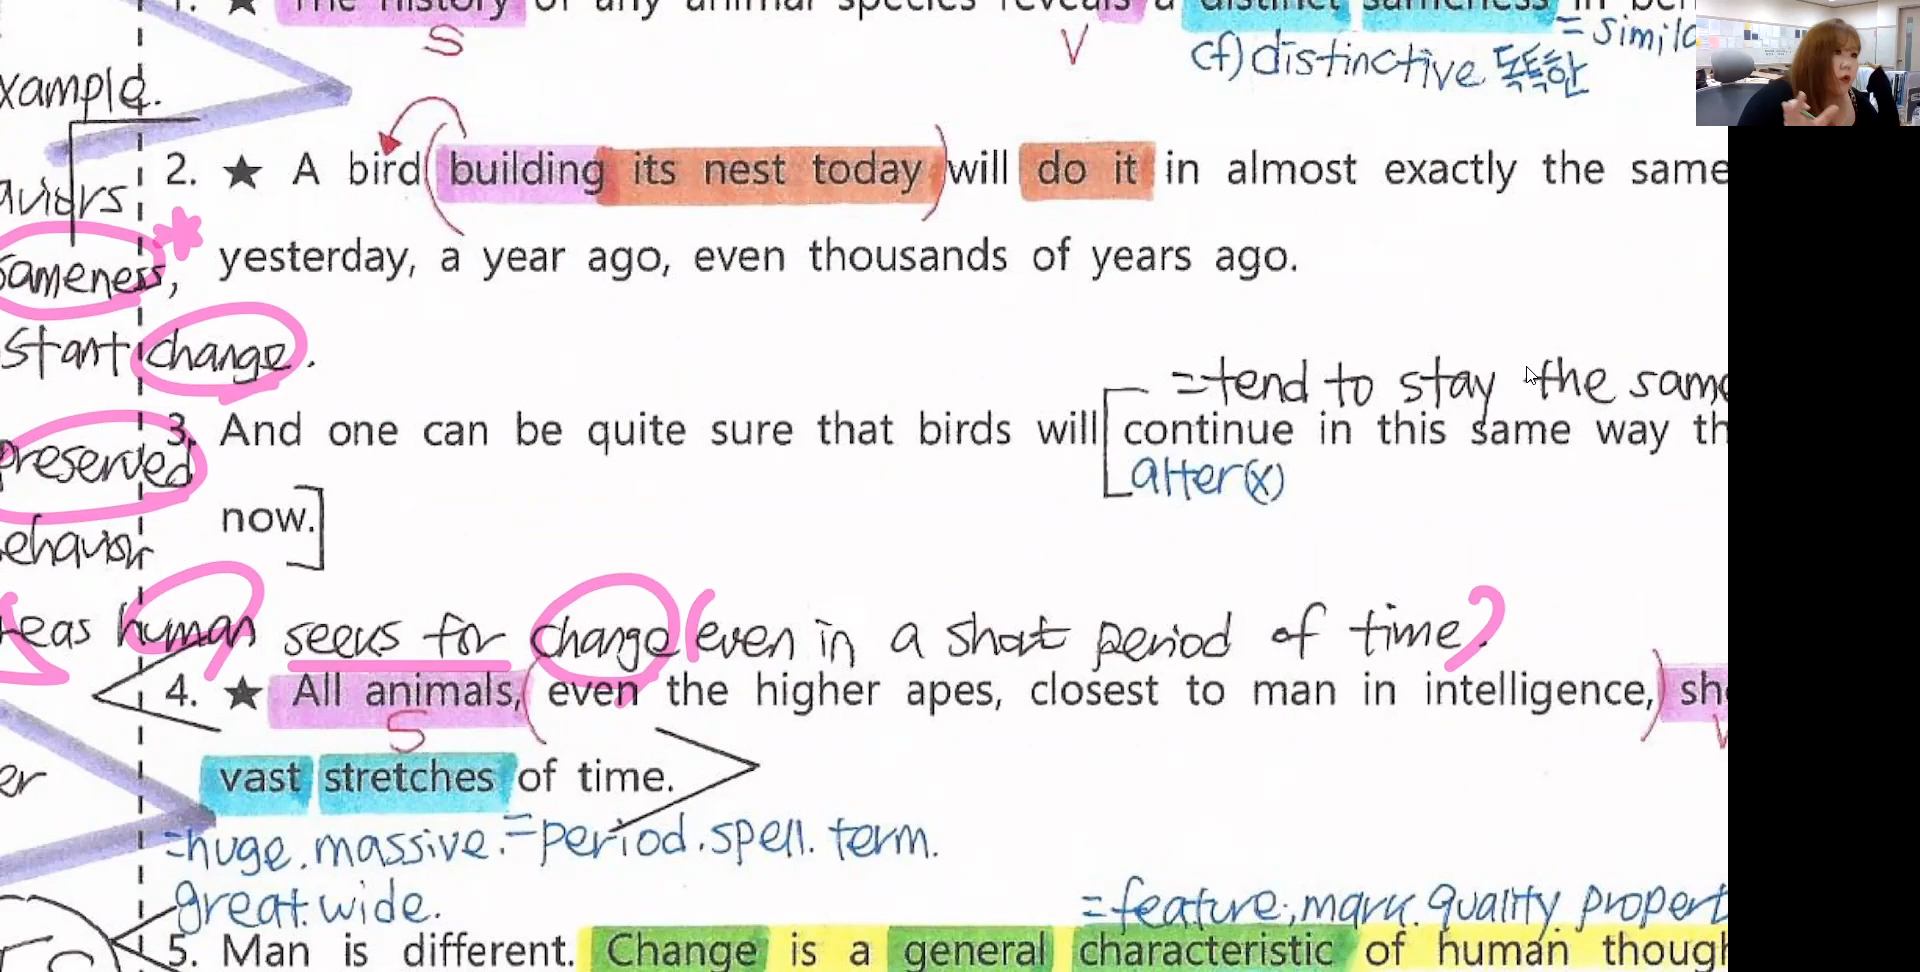 1. ★ The history of any animal species reveals a distinct sameness in
S V = simila
cf) distinctive 독특한
xample.
2. ★ A bird (building its nest today) will do it in almost exactly the same
aviors
yesterday, a year ago, even thousands of years ago.
sameness,
start change.
= tend to stay the same
3. And one can be quite sure that birds will continue in this same way th
preserved alter(x)
now.]
ehavior
reas human seeks for change (even in a short period of time).
4. ★ All animals, (even the higher apes, closest to man in intelligence,) sh
S V
vast stretches of time.
er
=huge. massive. =period. spell. term.
great. wide. =feature, mark. quality. propert
5. Man is different. Change is a general characteristic of human though